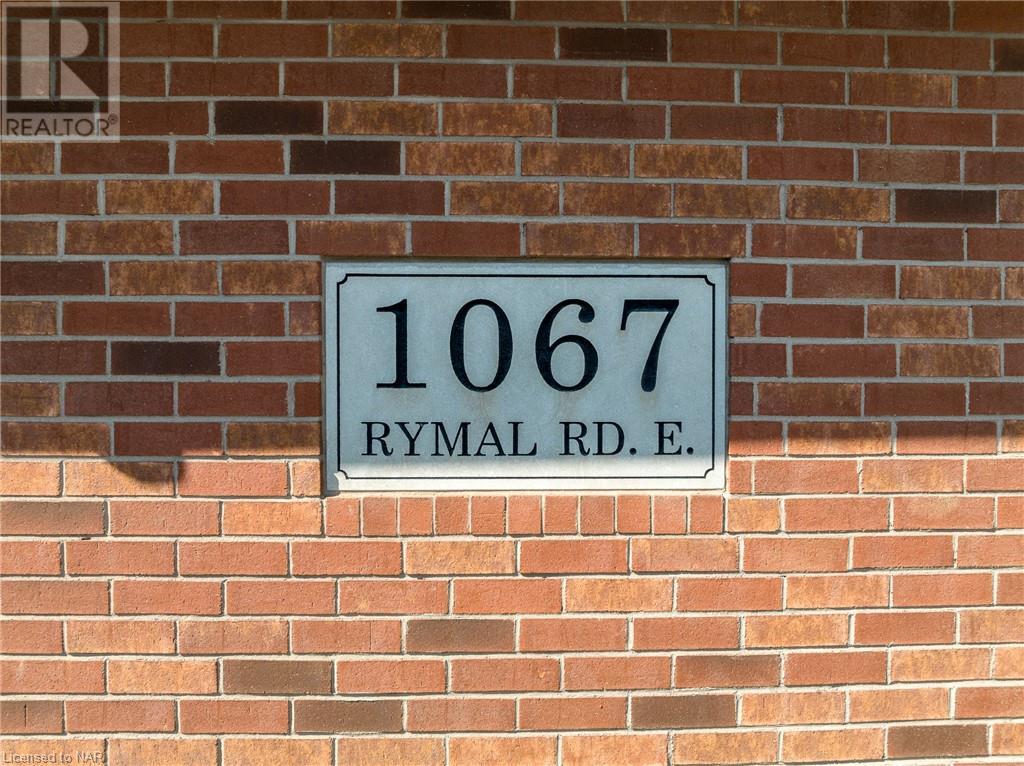 REALTOR®
1067
RYMAL RD. E.
Licensed to NAR